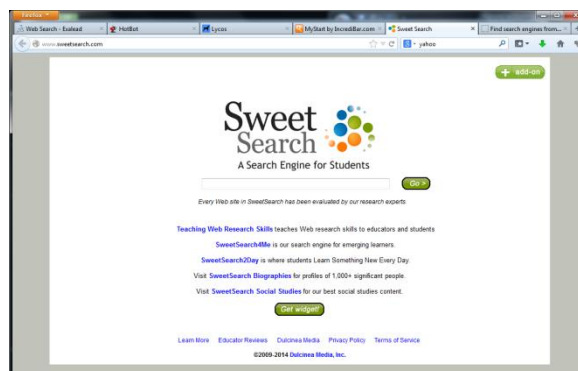 Firefox
Web Search - Exalead
HotBot
Lycos
MyStart by IncrediBar.com
Sweet Search
Find search engines from...
www.sweetsearch.com
yahoo
+ add-on
Sweet
Search
A Search Engine for Students
Go >
Every Web site in SweetSearch has been evaluated by our research experts
Teaching Web Research Skills teaches Web research skills to educators and students
SweetSearch4Me is our search engine for emerging learners.
SweetSearch2Day is where students Learn Something New Every Day.
Visit SweetSearch Biographies for profiles of 1,000+ significant people.
Visit SweetSearch Social Studies for our best social studies content.
Get widget!
Learn More Educator Reviews Dulcinea Media Privacy Policy Terms of Service
©2009-2014 Dulcinea Media, Inc.